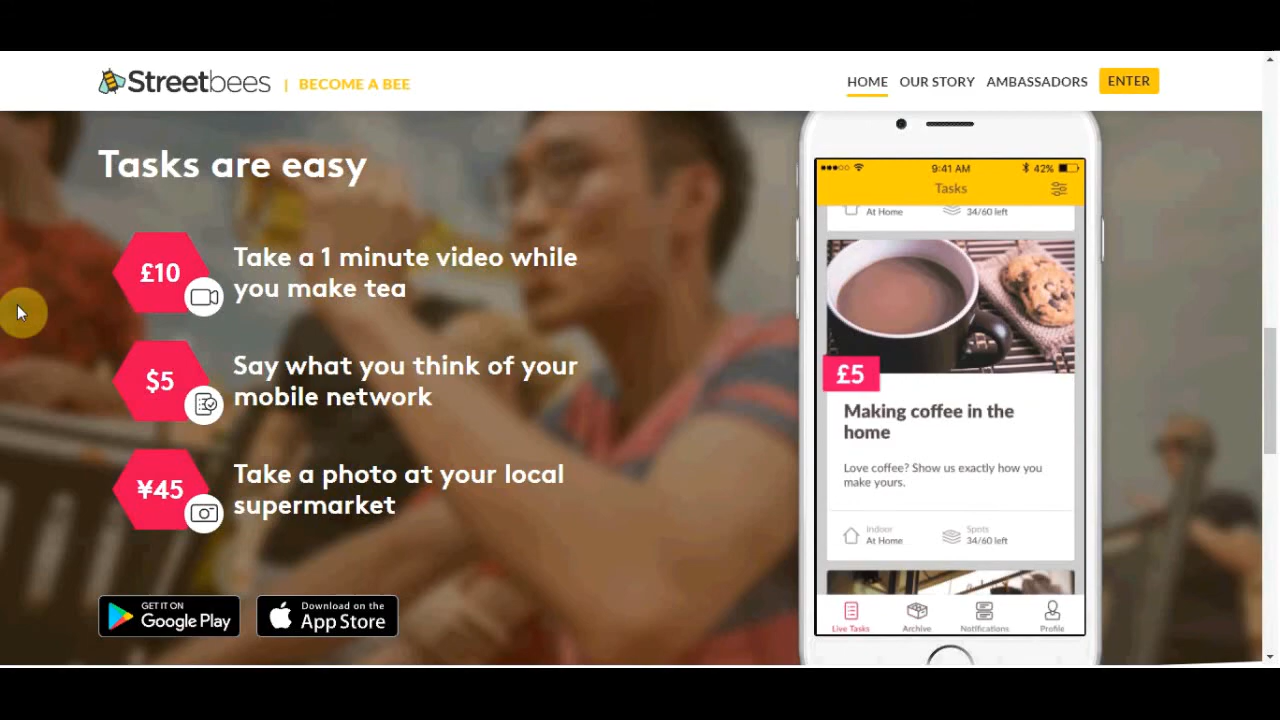 Streetbees | BECOME A BEE
HOME OUR STORY AMBASSADORS ENTER
Tasks are easy
£10
Take a 1 minute video while
you make tea
$5
Say what you think of your
mobile network
¥45
Take a photo at your local
supermarket
GET IT ON
Google Play
Download on the
App Store
9:41 AM 42%
Tasks
At Home 34/60 left
£5
Making coffee in the
home
Love coffee? Show us exactly how you
make yours.
Indoor Spots
At Home 34/60 left
Live Tasks Archive Notifications Profile